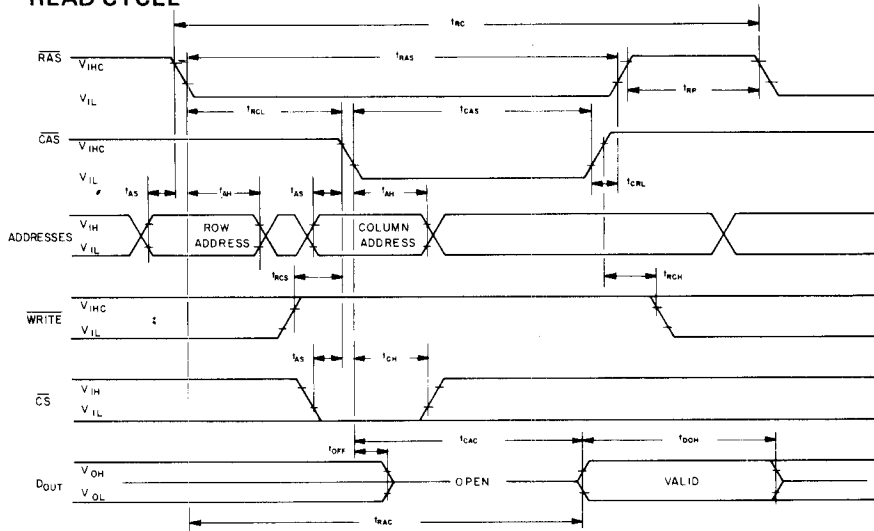 READ CYCLE
tRC
RAS
VIHC
tRAS
VIL
tRP
tRCL
tCAS
CAS
VIHC
VIL
tCRL
tAS
tAH
tAS
tAH
ADDRESSES
VIH
VIL
ROW
ADDRESS
COLUMN
ADDRESS
tRCS
tRCH
WRITE
VIHC
VIL
tAS
tCH
CS
VIH
VIL
tCAC
tDOH
tOFF
DOUT
VOH
VOL
OPEN
VALID
tRAC